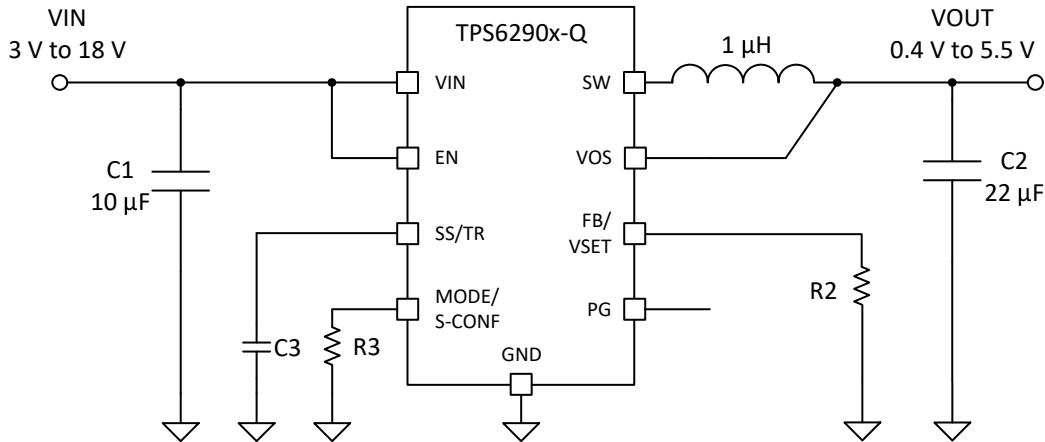 VIN
3 V to 18 V
TPS6290x-Q
1 µH
VOUT
0.4 V to 5.5 V
VIN
SW
EN
VOS
C1
10 µF
C2
22 µF
SS/TR
FB/
VSET
MODE/
S-CONF
PG
R2
C3
R3
GND